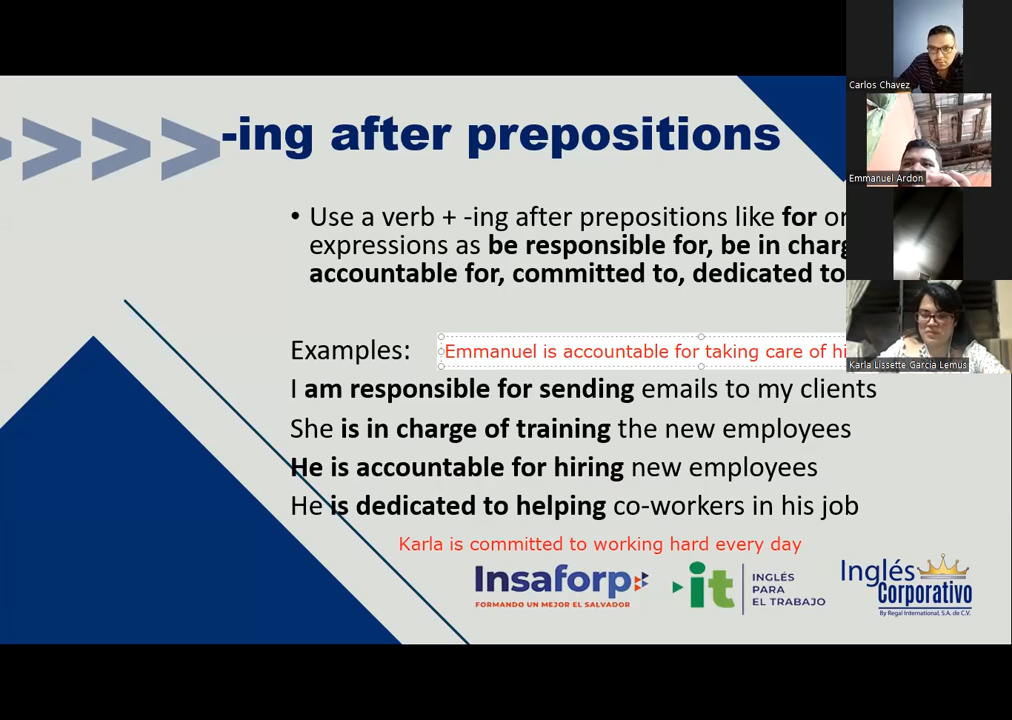 -ing after prepositions
• Use a verb + -ing after prepositions like for or
expressions as be responsible for, be in
accountable for, committed to, dedicated to
Examples:
Emmanuel is accountable for taking care of
I am responsible for sending emails to my clients
She is in charge of training the new employees
He is accountable for hiring new employees
He is dedicated to helping co-workers in his job
Karla is committed to working hard every day
Insaforp
FORMANDO UN MEJOR EL SALVADOR
it
INGLÉS
PARA
EL TRABAJO
Inglés
Corporativo
By Regal International, S.A. de C.V.
Carlos Chavez
Emmanuel Ardon
Karla Lissette Garcia Lemus